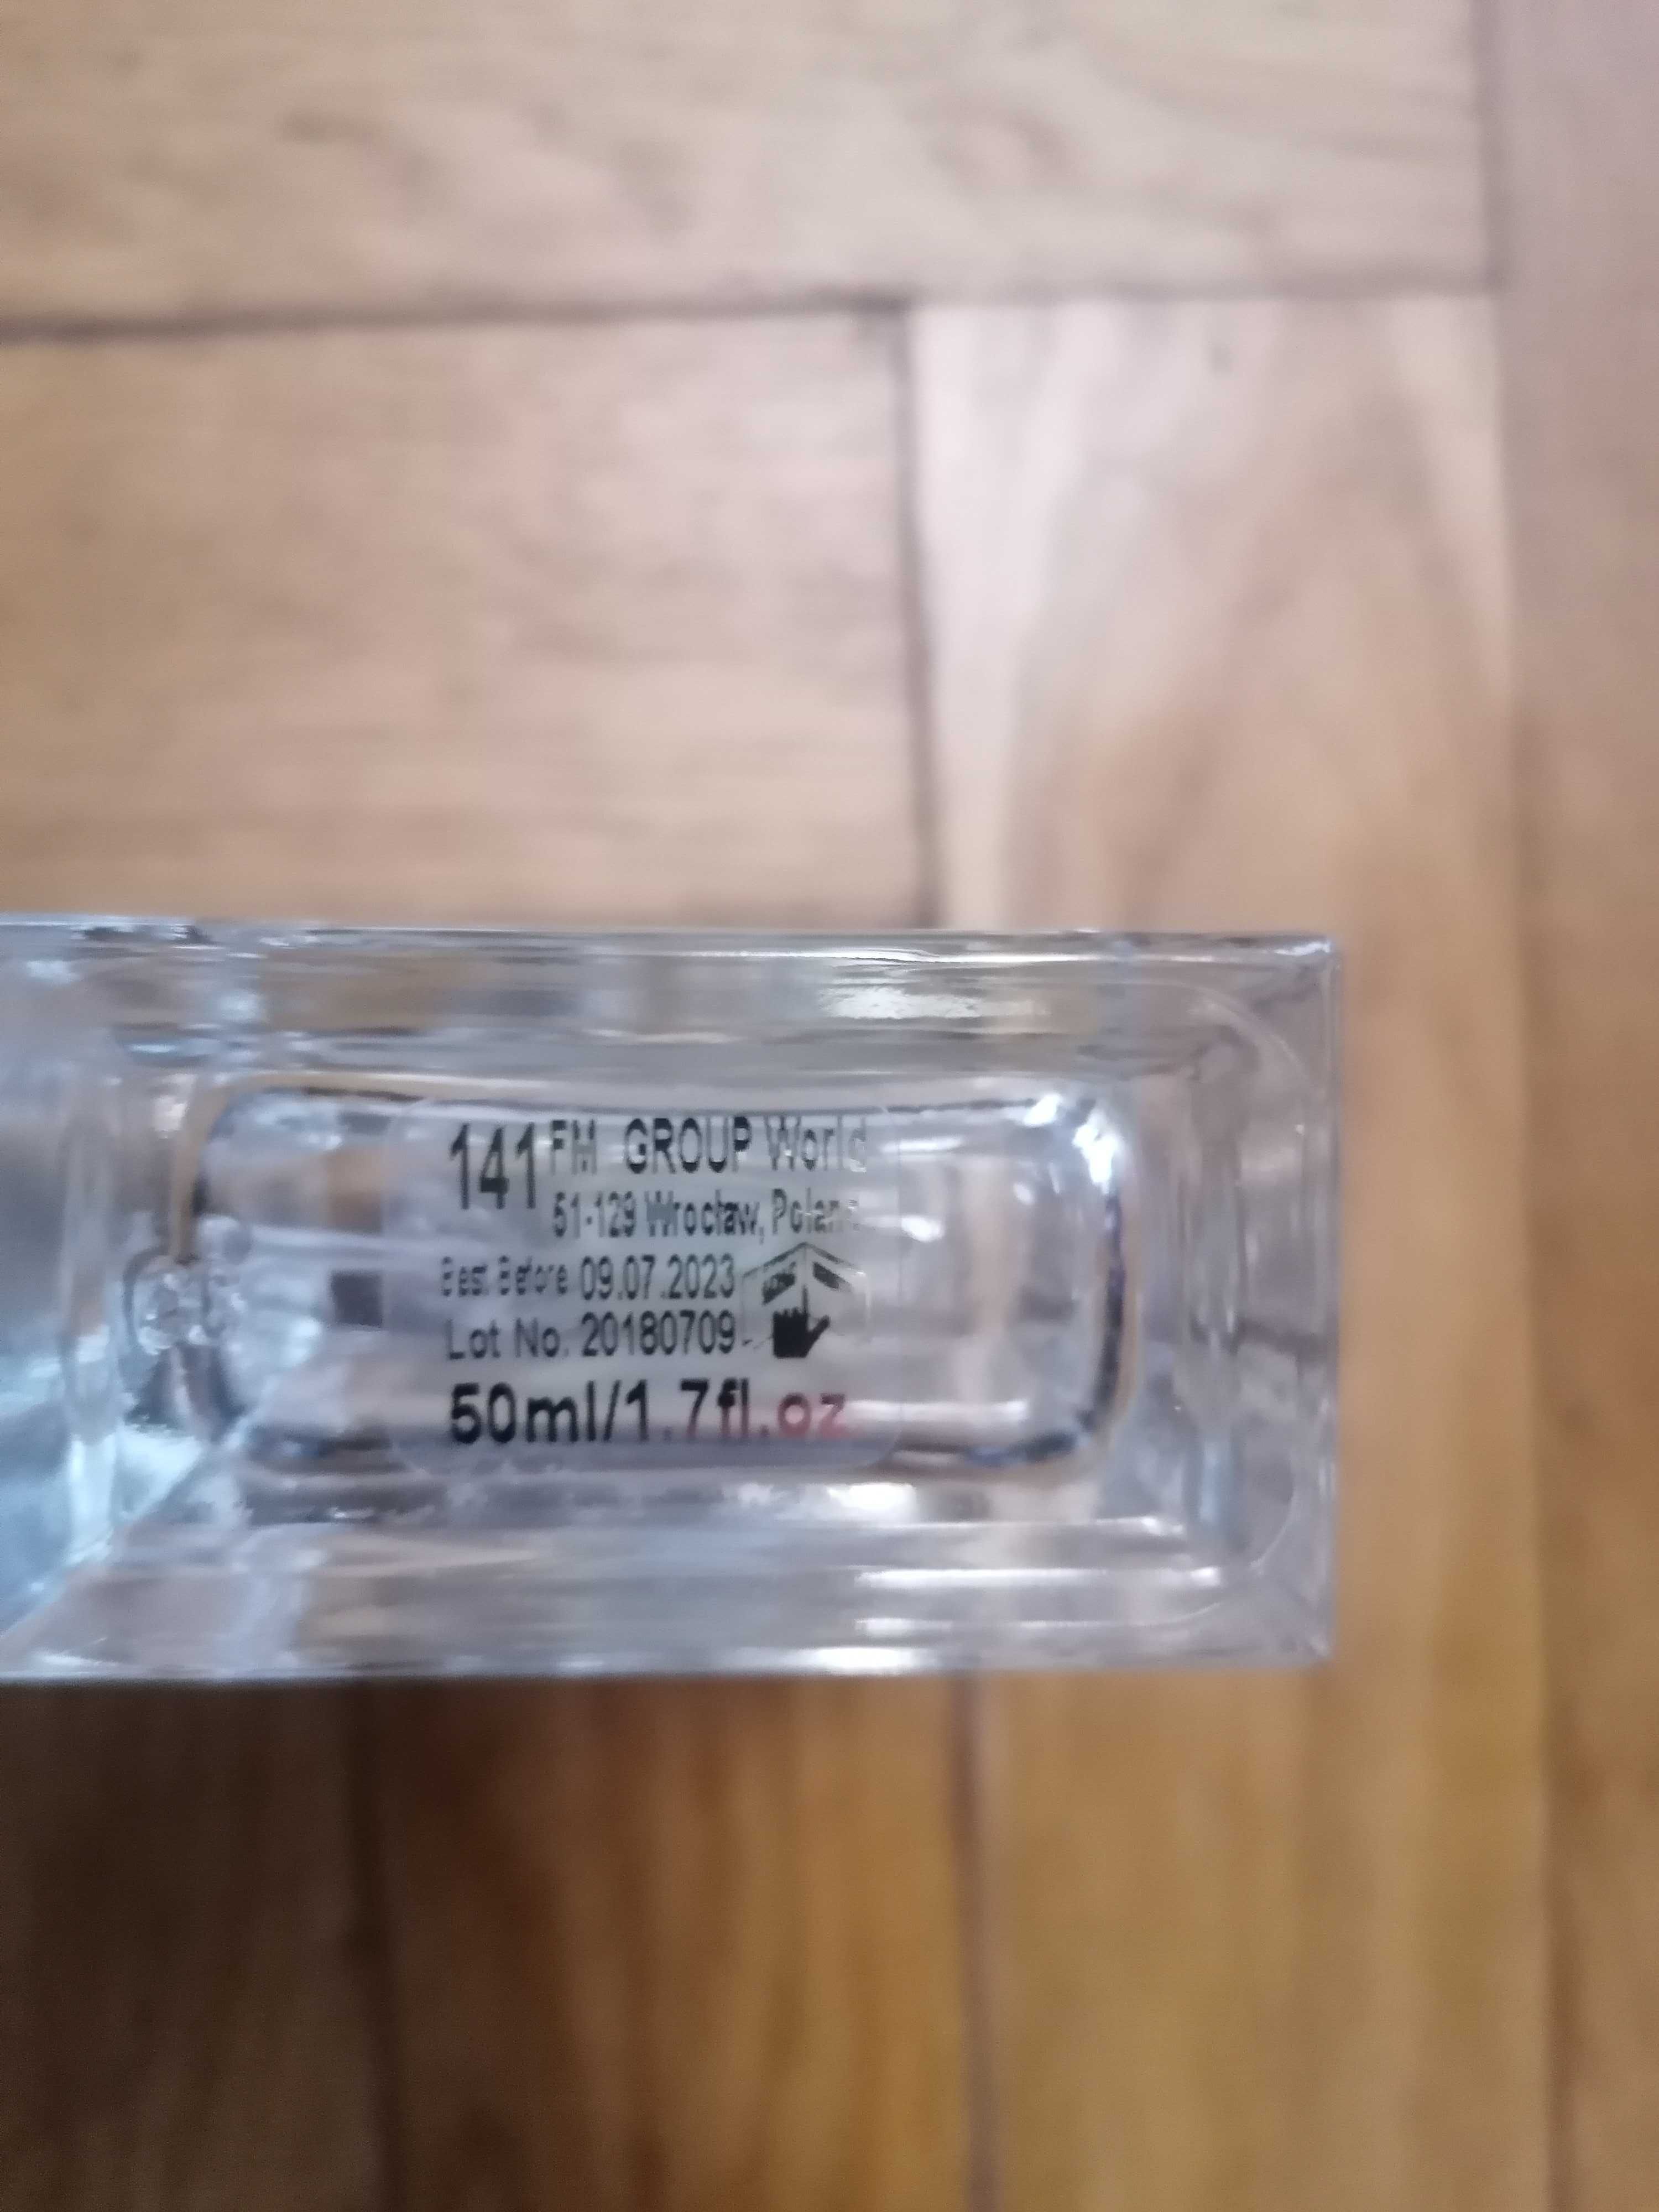 141 FM GROUP World
51-129 Wrocław, Poland
Best Before 09.07.2023
Lot No. 20180709
50ml/1.7fl.oz